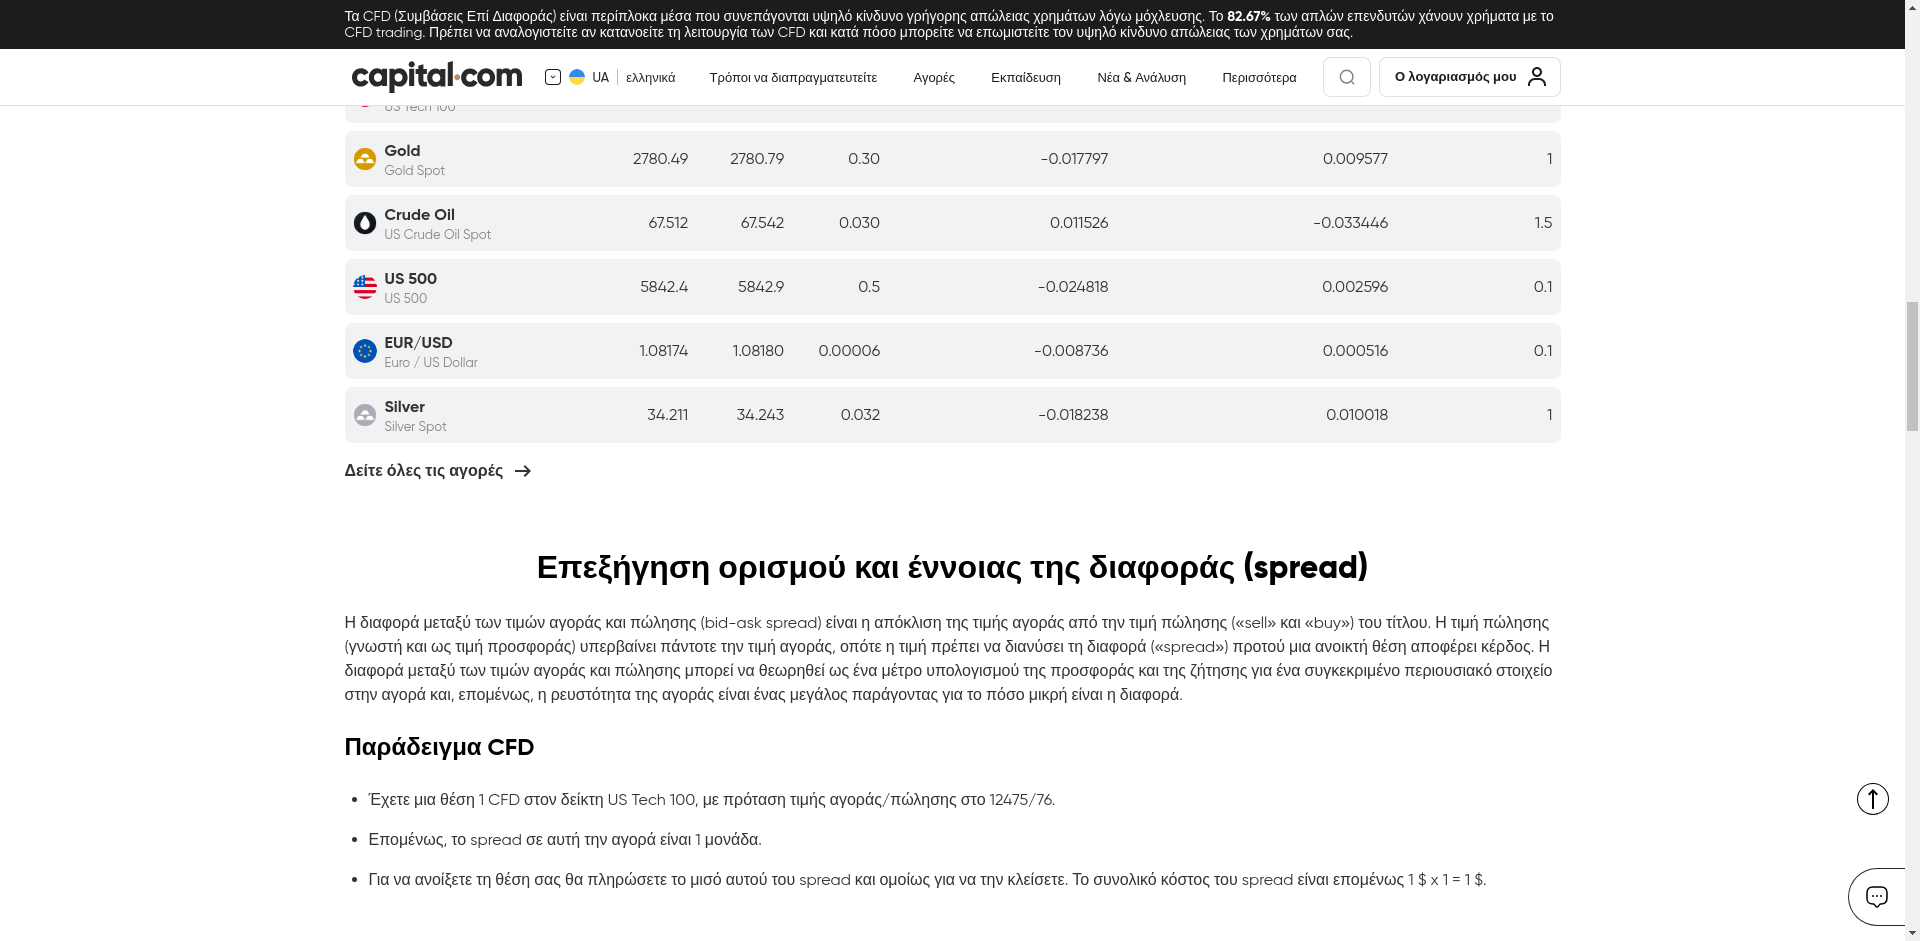 Τα CFD (Συμβάσεις Επί Διαφοράς) είναι περίπλοκα μέσα που συνεπάγονται υψηλό κίνδυνο γρήγορης απώλειας χρημάτων λόγω μόχλευσης. Το 82.67% των απλών επενδυτών χάνουν χρήματα με το
CFD trading. Πρέπει να αναλογιστείτε αν κατανοείτε τη λειτουργία των CFD και κατά πόσο μπορείτε να επωμιστείτε τον υψηλό κίνδυνο απώλειας των χρημάτων σας.
capital.com UA ελληνικά Τρόποι να διαπραγματευτείτε Αγορές Εκπαίδευση Νέα & Ανάλυση Περισσότερα Ο λογαριασμός μου
US Tech 100
Gold 2780.49 2780.79 0.30 -0.017797 0.009577 1
Gold Spot
Crude Oil 67.512 67.542 0.030 0.011526 -0.033446 1.5
US Crude Oil Spot
US 500 5842.4 5842.9 0.5 -0.024818 0.002596 0.1
US 500
EUR/USD 1.08174 1.08180 0.00006 -0.008736 0.000516 0.1
Euro / US Dollar
Silver 34.211 34.243 0.032 -0.018238 0.010018 1
Silver Spot
Δείτε όλες τις αγορές
Επεξήγηση ορισμού και έννοιας της διαφοράς (spread)
Η διαφορά μεταξύ των τιμών αγοράς και πώλησης (bid-ask spread) είναι η απόκλιση της τιμής αγοράς από την τιμή πώλησης («sell» και «buy») του τίτλου. Η τιμή πώλησης
(γνωστή και ως τιμή προσφοράς) υπερβαίνει πάντοτε την τιμή αγοράς, οπότε η τιμή πρέπει να διανύσει τη διαφορά («spread») προτού μια ανοικτή θέση αποφέρει κέρδος. Η
διαφορά μεταξύ των τιμών αγοράς και πώλησης μπορεί να θεωρηθεί ως ένα μέτρο υπολογισμού της προσφοράς και της ζήτησης για ένα συγκεκριμένο περιουσιακό στοιχείο
στην αγορά και, επομένως, η ρευστότητα της αγοράς είναι ένας μεγάλος παράγοντας για το πόσο μικρή είναι η διαφορά.
Παράδειγμα CFD
• Έχετε μια θέση 1 CFD στον δείκτη US Tech 100, με πρόταση τιμής αγοράς/πώλησης στο 12475/76.
• Επομένως, το spread σε αυτή την αγορά είναι 1 μονάδα.
• Για να ανοίξετε τη θέση σας θα πληρώσετε το μισό αυτού του spread και ομοίως για να την κλείσετε. Το συνολικό κόστος του spread είναι επομένως 1 $ x 1 = 1 $.